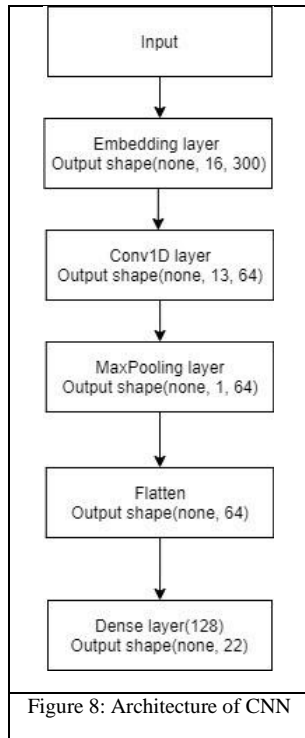 Input
Embedding layer
Output shape(none, 16, 300)
Conv1D layer
Output shape(none, 13, 64)
MaxPooling layer
Output shape(none, 1, 64)
Flatten
Output shape(none, 64)
Dense layer(128)
Output shape(none, 22)
Figure 8: Architecture of CNN